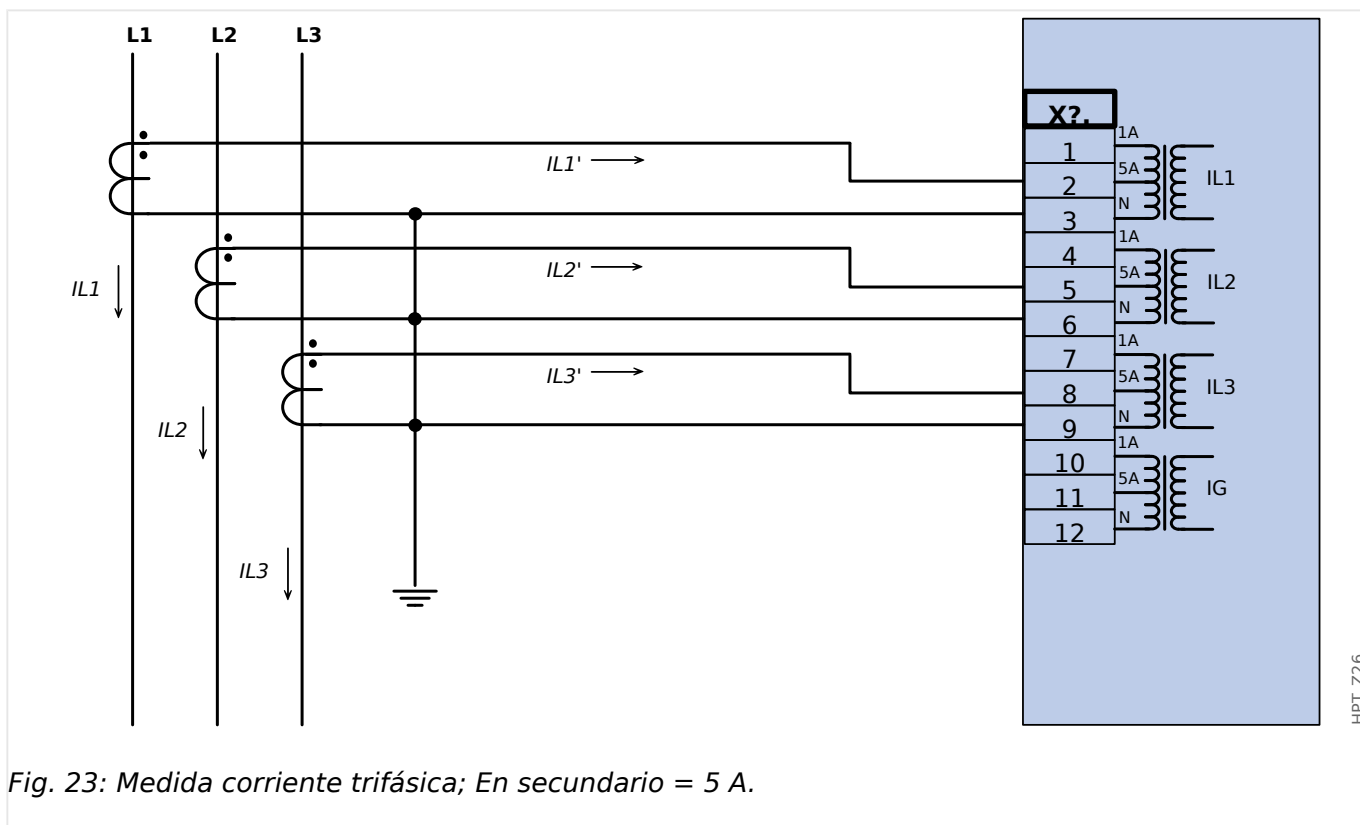 L1 L2 L3
X?.
1A
1
IL1'
5A
IL1
2
N
3
1A
4
IL2'
5A
IL2
IL1
5
N
6
1A
7
IL3'
5A
IL3
8
IL2
N
9
1A
10
5A
IG
11
N
12
IL3
HPT_Z26
Fig. 23: Medida corriente trifásica; En secundario = 5 A.